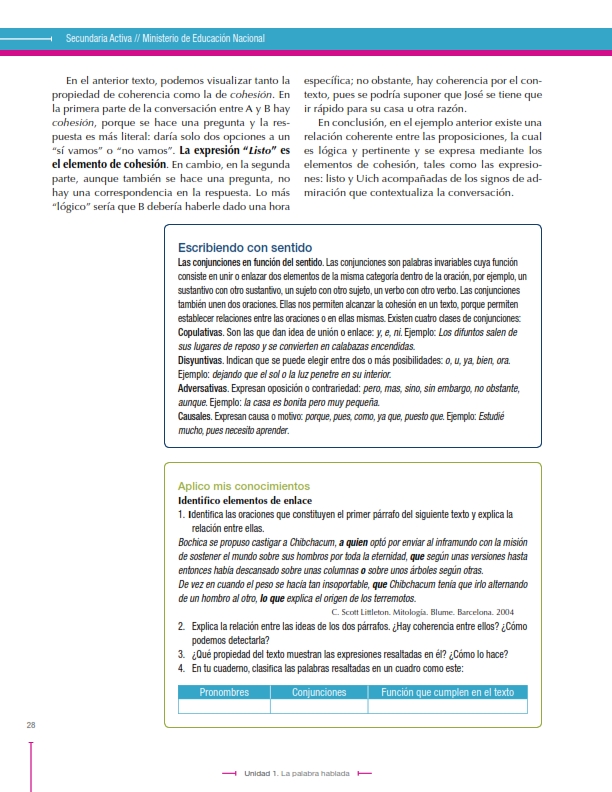 Secundaria Activa // Ministerio de Educación Nacional
En el anterior texto, podemos visualizar tanto la
propiedad de coherencia como la de cohesión. En
la primera parte de la conversación entre A y B hay
cohesión, porque se hace una pregunta y la res-
puesta es más literal: daría solo dos opciones a un
“sí vamos” o “no vamos”. La expresión “Listo” es
el elemento de cohesión. En cambio, en la segunda
parte, aunque también se hace una pregunta, no
hay una correspondencia en la respuesta. Lo más
“lógico” sería que B debería haberle dado una hora
específica; no obstante, hay coherencia por el con-
texto, pues se podría suponer que José se tiene que
ir rápido para su casa u otra razón.
En conclusión, en el ejemplo anterior existe una
relación coherente entre las proposiciones, la cual
es lógica y pertinente y se expresa mediante los
elementos de cohesión, tales como las expresio-
nes: listo y Uich acompañadas de los signos de ad-
miración que contextualiza la conversación.
Escribiendo con sentido
Las conjunciones en función del sentido. Las conjunciones son palabras invariables cuya función
consiste en unir o enlazar dos elementos de la misma categoría dentro de la oración, por ejemplo, un
sustantivo con otro sustantivo, un sujeto con otro sujeto, un verbo con otro verbo. Las conjunciones
también unen dos oraciones. Ellas nos permiten alcanzar la cohesión en un texto, porque permiten
establecer relaciones entre las oraciones o en ellas mismas. Existen cuatro clases de conjunciones:
Copulativas. Son las que dan idea de unión o enlace: y, e, ni. Ejemplo: Los difuntos salen de
sus lugares de reposo y se convierten en calabazas encendidas.
Disyuntivas. Indican que se puede elegir entre dos o más posibilidades: o, u, ya, bien, ora.
Ejemplo: dejando que el sol o la luz penetre en su interior.
Adversativas. Expresan oposición o contrariedad: pero, mas, sino, sin embargo, no obstante,
aunque. Ejemplo: la casa es bonita pero muy pequeña.
Causales. Expresan causa o motivo: porque, pues, como, ya que, puesto que. Ejemplo: Estudié
mucho, pues necesito aprender.
Aplico mis conocimientos
Identifico elementos de enlace
1. Identifica las oraciones que constituyen el primer párrafo del siguiente texto y explica la
relación entre ellas.
Bochica se propuso castigar a Chibchacum, a quien optó por enviar al inframundo con la misión
de sostener el mundo sobre sus hombros por toda la eternidad, que según unas versiones hasta
entonces había descansado sobre unas columnas o sobre unos árboles según otras.
De vez en cuando el peso se hacía tan insoportable, que Chibchacum tenía que irlo alternando
de un hombro al otro, lo que explica el origen de los terremotos.
C. Scott Littleton. Mitología. Blume. Barcelona. 2004
2. Explica la relación entre las ideas de los dos párrafos. ¿Hay coherencia entre ellos? ¿Cómo
podemos detectarla?
3. ¿Qué propiedad del texto muestran las expresiones resaltadas en él? ¿Cómo lo hace?
4. En tu cuaderno, clasifica las palabras resaltadas en un cuadro como este:
Pronombres Conjunciones Función que cumplen en el texto
28
Unidad 1. La palabra hablada